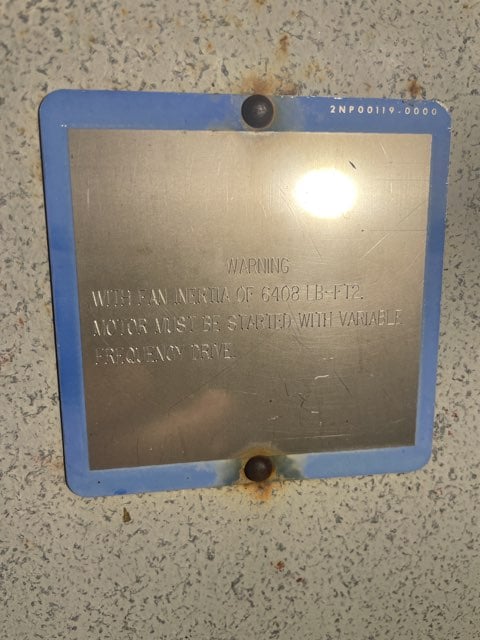 2NP00119-0000
WARNING
WITH FAN INERTIA OF 6408 LB-FT2,
MOTOR MUST BE STARTED WITH VARIABLE
FREQUENCY DRIVE.